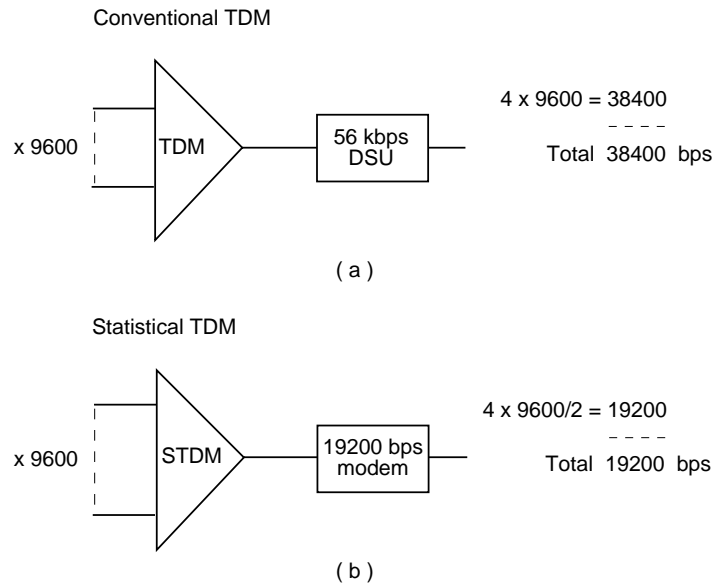 Conventional TDM
x 9600
TDM
56 kbps
DSU
4 x 9600 = 38400
- - - -
Total 38400 bps
( a )
Statistical TDM
x 9600
STDM
19200 bps
modem
4 x 9600/2 = 19200
- - - -
Total 19200 bps
( b )